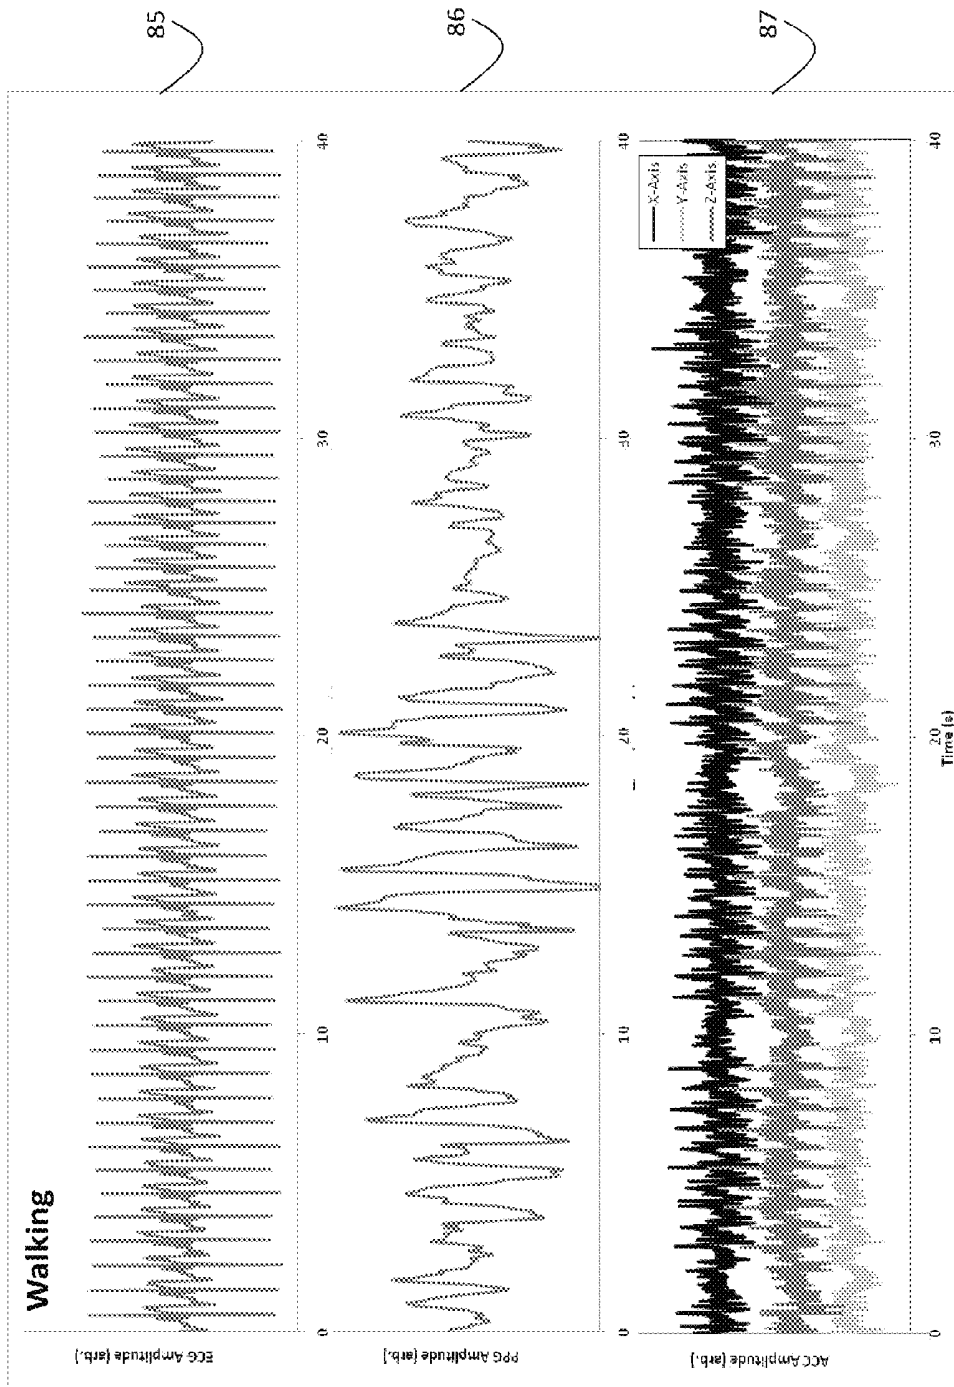 Walking
ECG Amplitude (arb.)
0
10
20
30
40
85
PPG Amplitude (arb.)
0
10
20
30
40
86
ACC Amplitude (arb.)
X-Axis
Y-Axis
Z-Axis
0
10
20
30
40
Time (s)
87